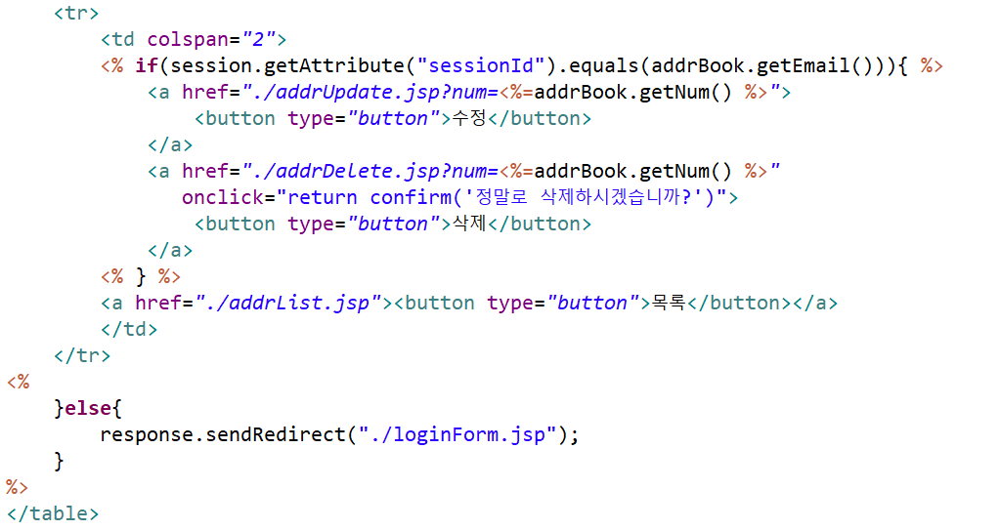 <tr>
<td colspan="2">
<% if(session.getAttribute("sessionId").equals(addrBook.getEmail())){ %>
<a href="./addrUpdate.jsp?num=<%=addrBook.getNum() %>">
<button type="button">수정</button>
</a>
<a href="./addrDelete.jsp?num=<%=addrBook.getNum() %>"
onclick="return confirm('정말로 삭제하시겠습니까?')">
<button type="button">삭제</button>
</a>
<% } %>
<a href="./addrList.jsp"><button type="button">목록</button></a>
</td>
</tr>
<%
}else{
response.sendRedirect("./loginForm.jsp");
}
%>
</table>